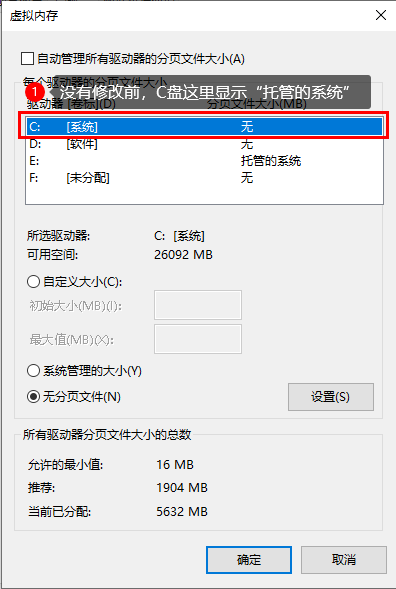 虚拟内存
自动管理所有驱动器的分页文件大小(A)
每个驱动器的分页文件大小
1 没有修改前，C盘这里显示“托管的系统”
驱动器 [卷标](D) 分页文件大小(MB)
C: [系统] 无
D: [软件] 无
E: 托管的系统
F: [未分配] 无
所选驱动器: C: [系统]
可用空间: 26092 MB
自定义大小(C):
初始大小(MB)(I):
最大值(MB)(X):
系统管理的大小(Y)
无分页文件(N) 设置(S)
所有驱动器分页文件大小的总数
允许的最小值: 16 MB
推荐: 1904 MB
当前已分配: 5632 MB
确定 取消